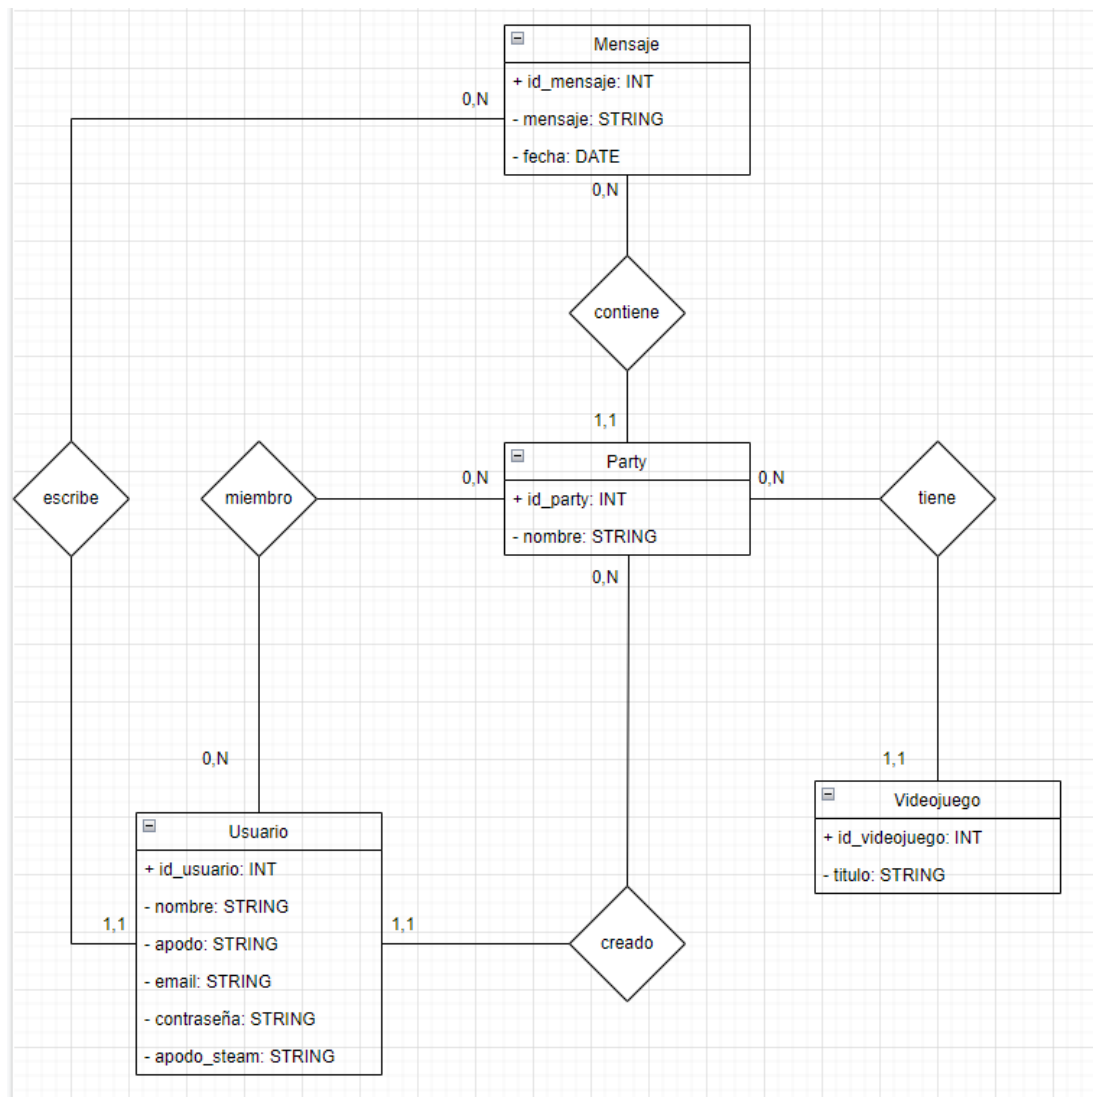 Mensaje
+ id_mensaje: INT
0,N
- mensaje: STRING
- fecha: DATE
0,N
contiene
1,1
Party
0,N
0,N
escribe
miembro
+ id_party: INT
tiene
- nombre: STRING
0,N
0,N
1,1
Videojuego
Usuario
+ id_videojuego: INT
+ id_usuario: INT
- titulo: STRING
- nombre: STRING
1,1
1,1
- apodo: STRING
creado
- email: STRING
- contraseña: STRING
- apodo_steam: STRING